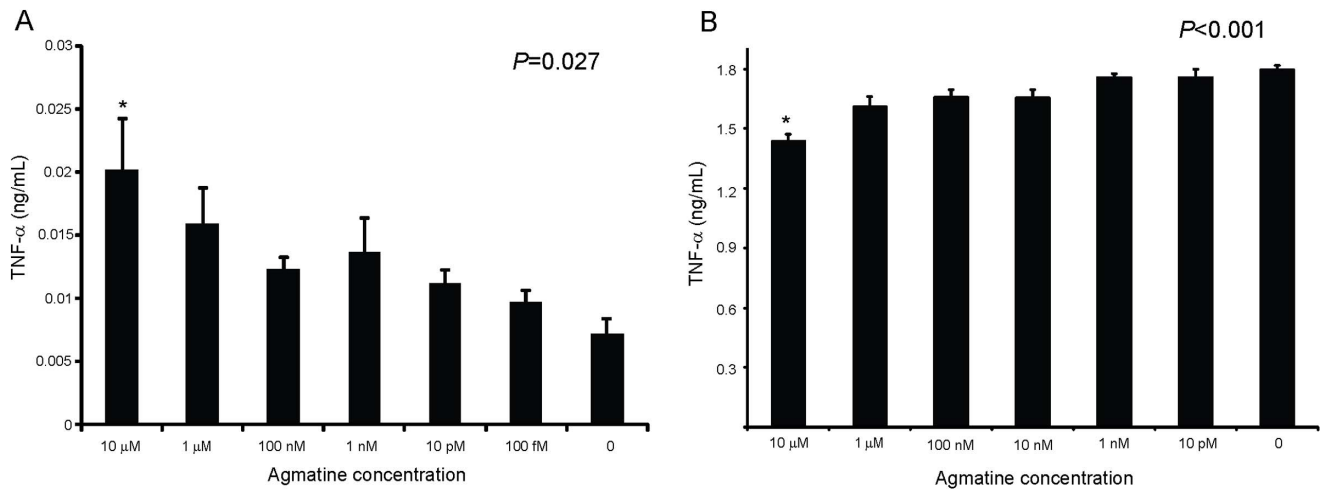 A
P=0.027
TNF-α (ng/mL)
0.03
0.025
0.02
0.015
0.01
0.005
0
*
10 μM 1 μM 100 nM 1 nM 10 pM 100 fM 0
Agmatine concentration
B
P<0.001
TNF-α (ng/mL)
1.8
1.5
1.2
0.9
0.6
0.3
*
10 μM 1 μM 100 nM 10 nM 1 nM 10 pM 0
Agmatine concentration